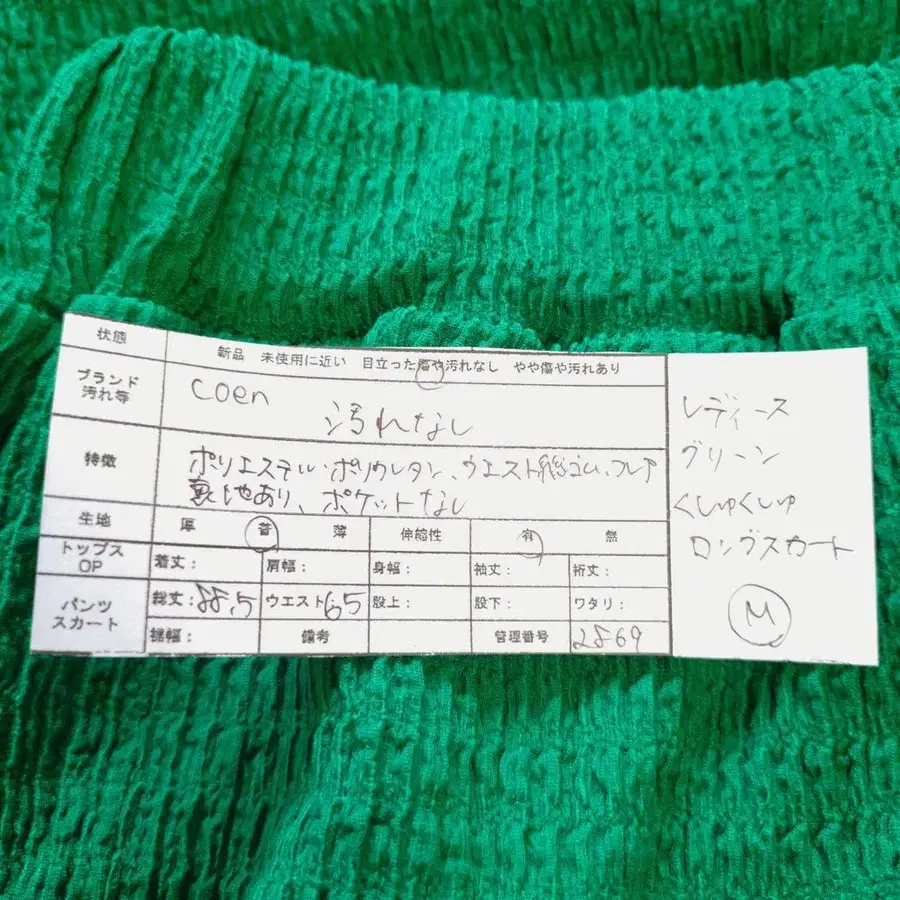 状態 新品 未使用に近い 目立った傷や汚れなし やや傷や汚れあり
ブランド 汚れ等 coen
汚れなし
特徴 ポリエステル・ポリウレタン、ウエスト後ゴム、フレア
裏地あり、ポケットなし
生地 厚 普 薄 伸縮性 有 無
トップス OP 着丈: 肩幅: 身幅: 袖丈: 裄丈:
パンツ スカート 総丈:88.5 ウエスト65 股上: 股下: ワタリ:
裾幅: 備考 管理番号 2869
レディース
グリーン
くしゅくしゅ
ロングスカート
M